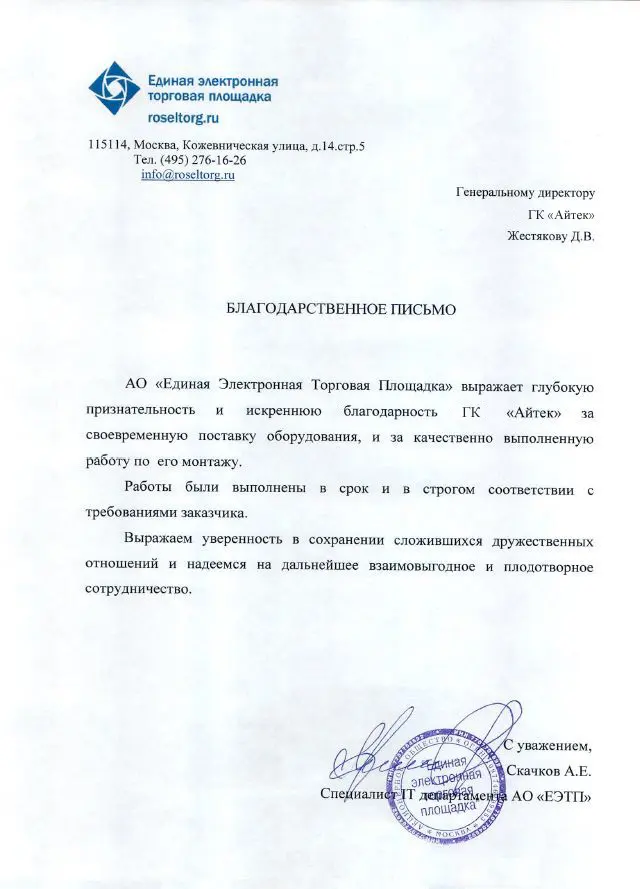 Единая электронная
торговая площадка
roseltorg.ru
115114, Москва, Кожевническая улица, д.14.стр.5
Тел. (495) 276-16-26
info@roseltorg.ru
Генеральному директору
ГК «Айтек»
Жестякову Д.В.
БЛАГОДАРСТВЕННОЕ ПИСЬМО
АО «Единая Электронная Торговая Площадка» выражает глубокую
признательность и искреннюю благодарность ГК «Айтек» за
своевременную поставку оборудования, и за качественно выполненную
работу по его монтажу.
Работы были выполнены в срок и в строгом соответствии с
требованиями заказчика.
Выражаем уверенность в сохранении сложившихся дружественных
отношений и надеемся на дальнейшее взаимовыгодное и плодотворное
сотрудничество.
С уважением,
Скачков А.Е.
Специалист IT департамента АО «ЕЭТП»
Единая
электронная
торговая
площадка
АКЦИОНЕРНОЕ ОБЩЕСТВО
МОСКВА